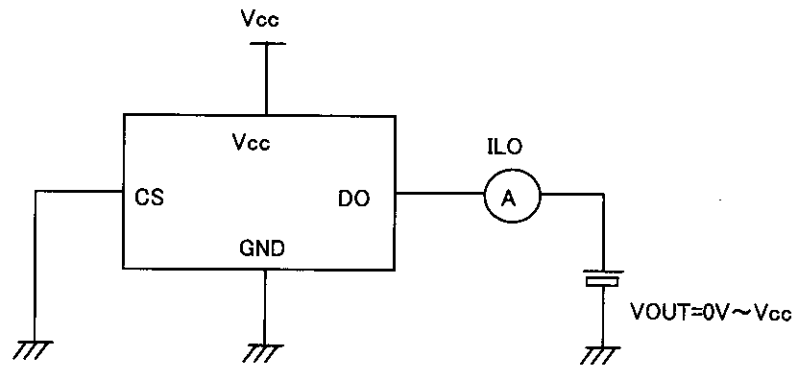 Vcc
Vcc
ILO
CS
DO
A
GND
VOUT=0V～Vcc